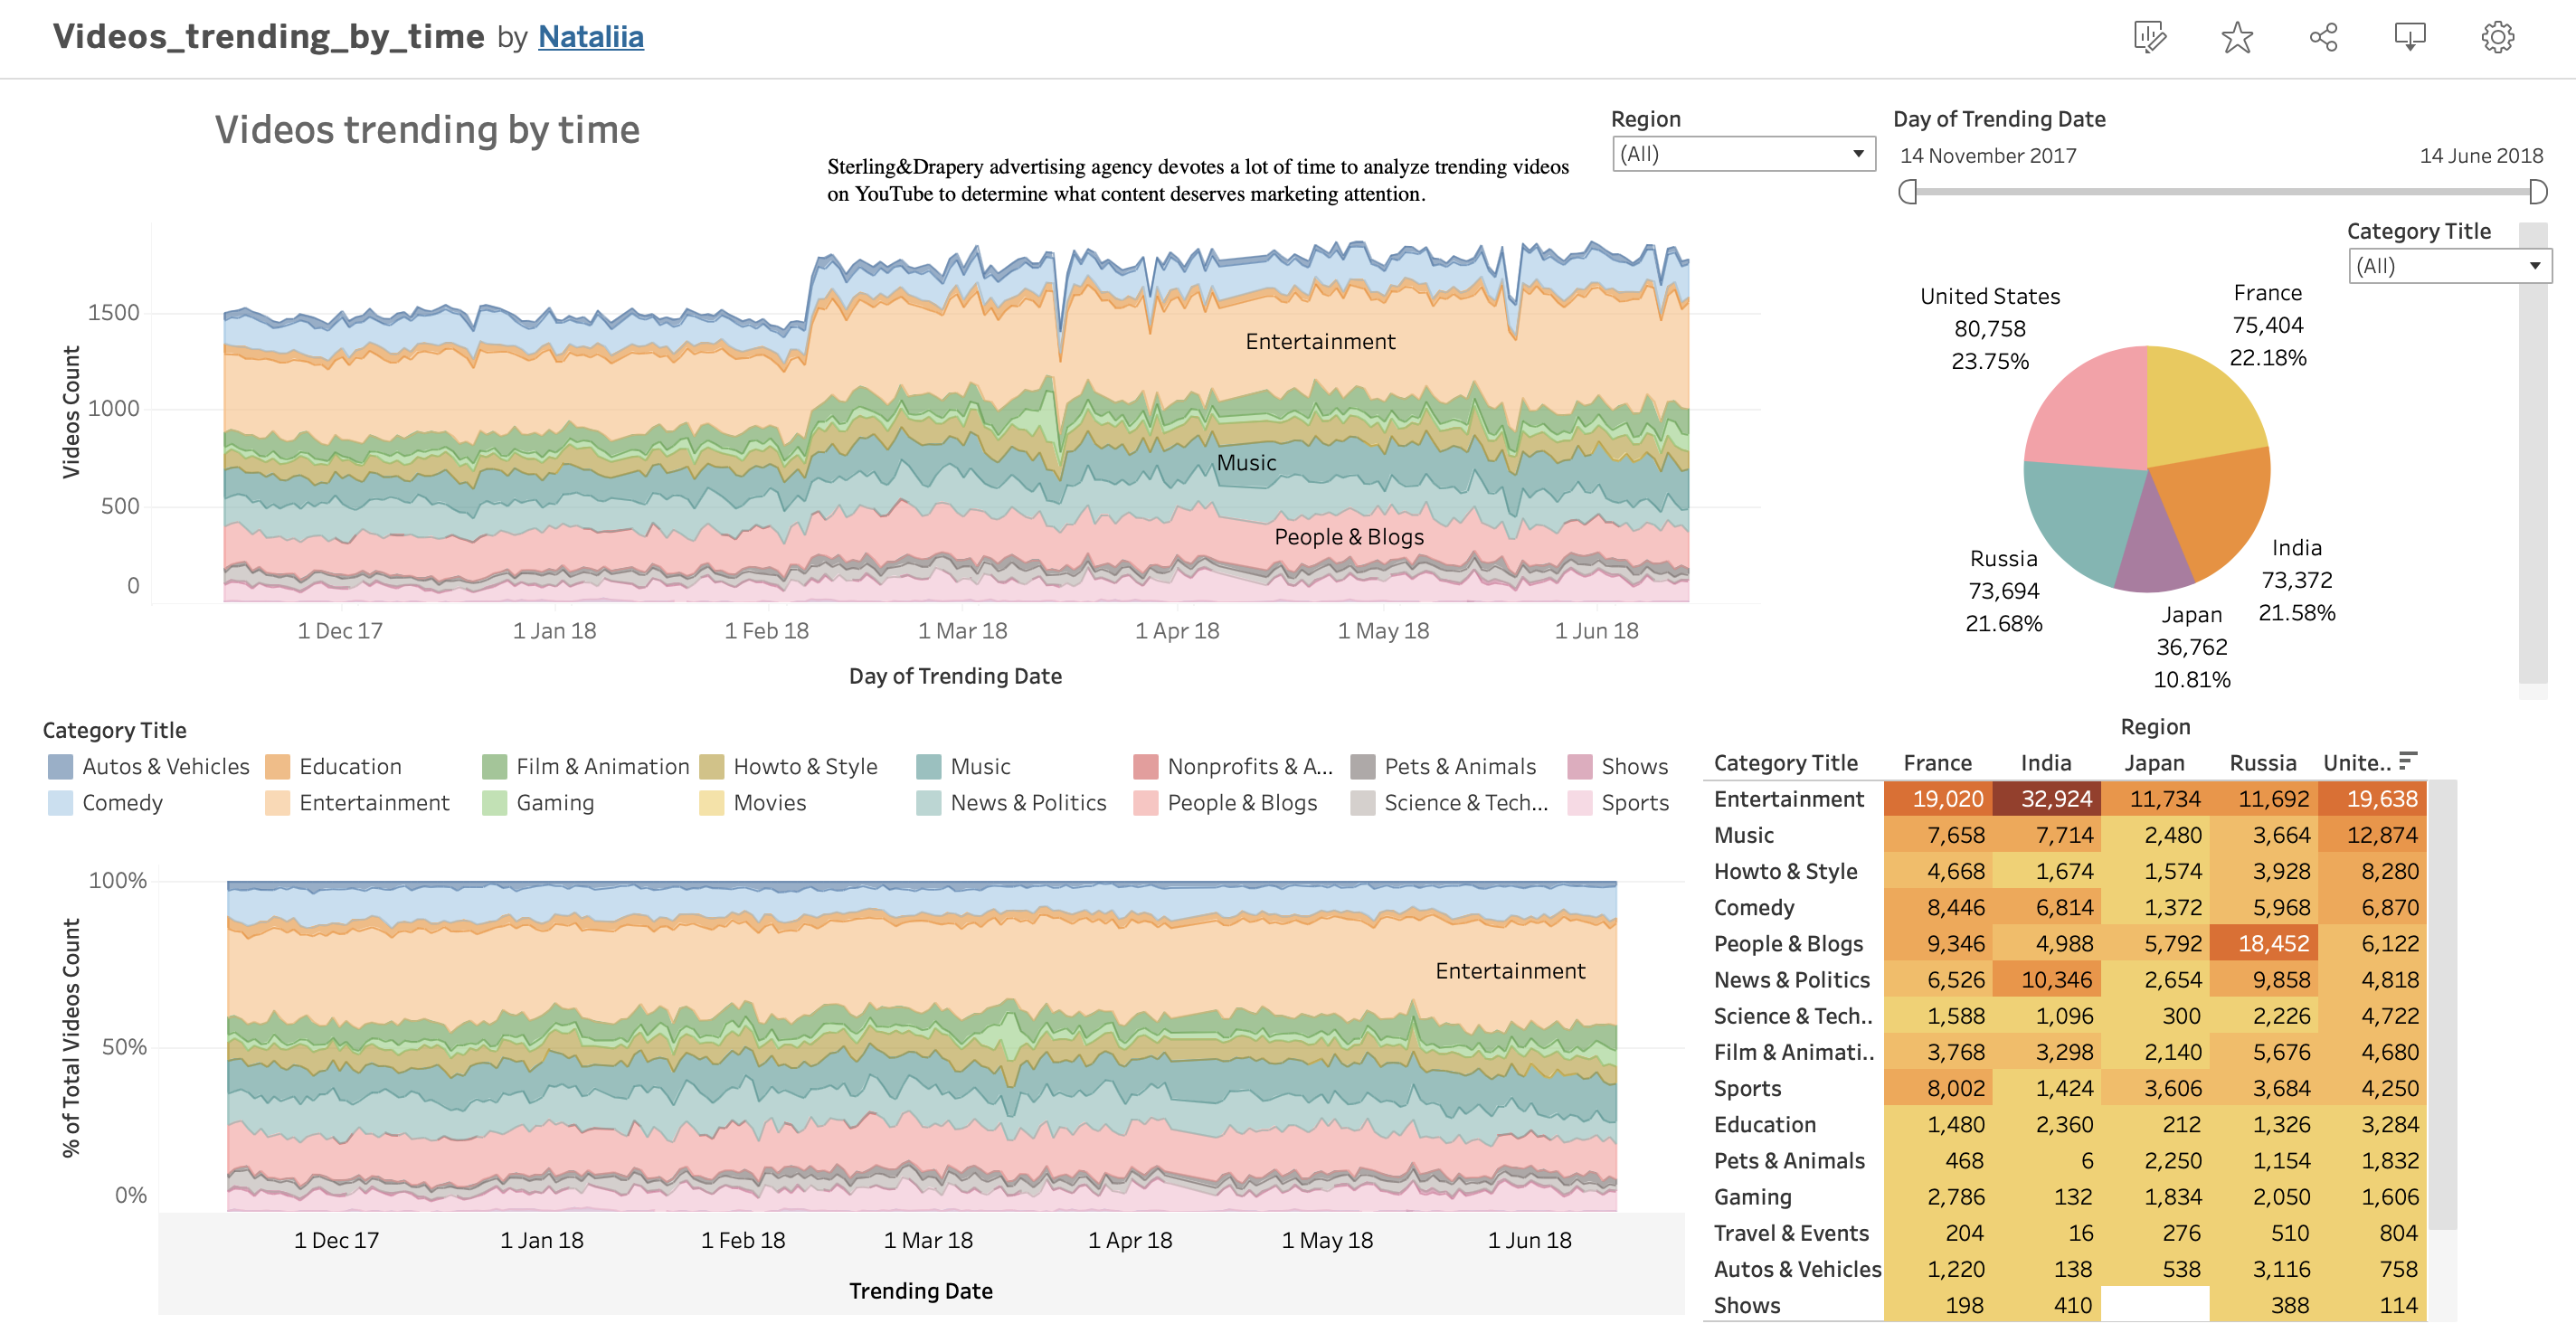 Videos_trending_by_time by Nataliia
Videos trending by time
Sterling&Drapery advertising agency devotes a lot of time to analyze trending videos
on YouTube to determine what content deserves marketing attention.
Region
(All)
Day of Trending Date
14 November 2017 14 June 2018
Category Title
(All)
Videos Count
1500
1000
500
0
Entertainment
Music
People & Blogs
1 Dec 17 1 Jan 18 1 Feb 18 1 Mar 18 1 Apr 18 1 May 18 1 Jun 18
Day of Trending Date
United States
80,758
23.75%
France
75,404
22.18%
India
73,372
21.58%
Japan
36,762
10.81%
Russia
73,694
21.68%
Category Title
Autos & Vehicles Education Film & Animation Howto & Style Music Nonprofits & A... Pets & Animals Shows
Comedy Entertainment Gaming Movies News & Politics People & Blogs Science & Tech... Sports
% of Total Videos Count
100%
50%
0%
Entertainment
1 Dec 17 1 Jan 18 1 Feb 18 1 Mar 18 1 Apr 18 1 May 18 1 Jun 18
Trending Date
Region
Category Title France India Japan Russia Unite..
Entertainment 19,020 32,924 11,734 11,692 19,638
Music 7,658 7,714 2,480 3,664 12,874
Howto & Style 4,668 1,674 1,574 3,928 8,280
Comedy 8,446 6,814 1,372 5,968 6,870
People & Blogs 9,346 4,988 5,792 18,452 6,122
News & Politics 6,526 10,346 2,654 9,858 4,818
Science & Tech.. 1,588 1,096 300 2,226 4,722
Film & Animati.. 3,768 3,298 2,140 5,676 4,680
Sports 8,002 1,424 3,606 3,684 4,250
Education 1,480 2,360 212 1,326 3,284
Pets & Animals 468 6 2,250 1,154 1,832
Gaming 2,786 132 1,834 2,050 1,606
Travel & Events 204 16 276 510 804
Autos & Vehicles 1,220 138 538 3,116 758
Shows 198 410 388 114